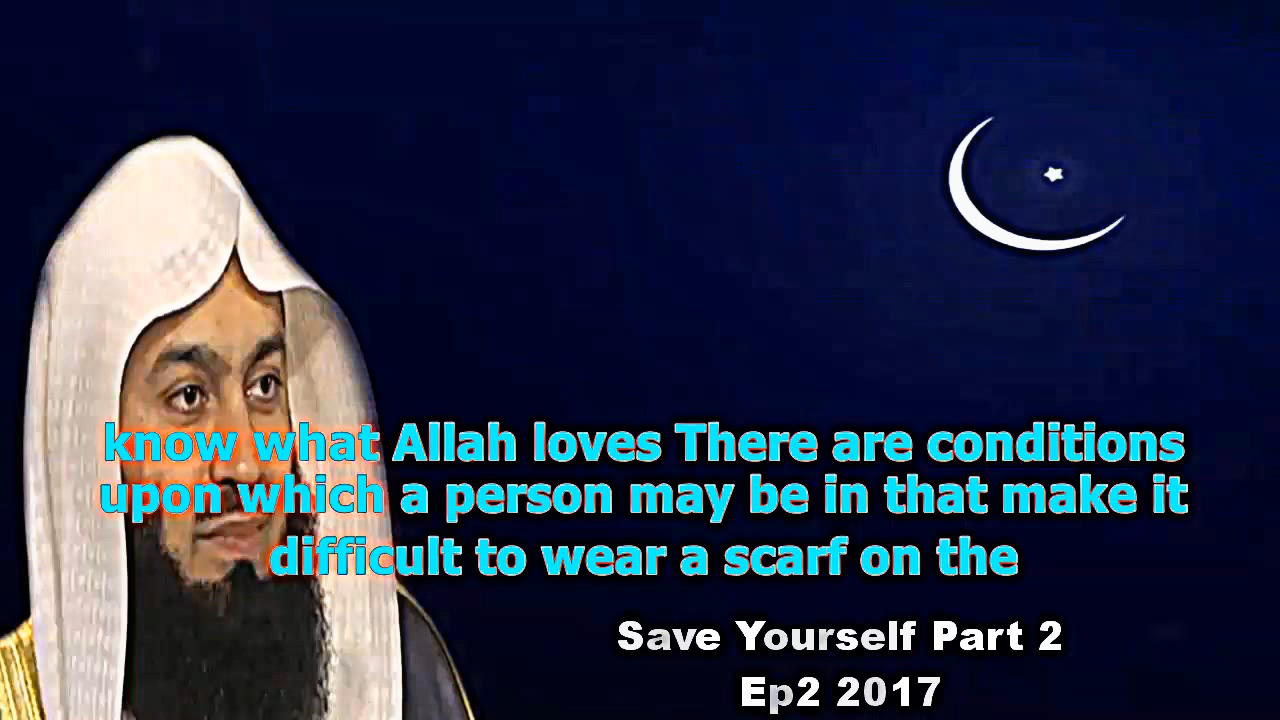 know what Allah loves There are conditions
upon which a person may be in that make it
difficult to wear a scarf on the
Save Yourself Part 2
Ep2 2017